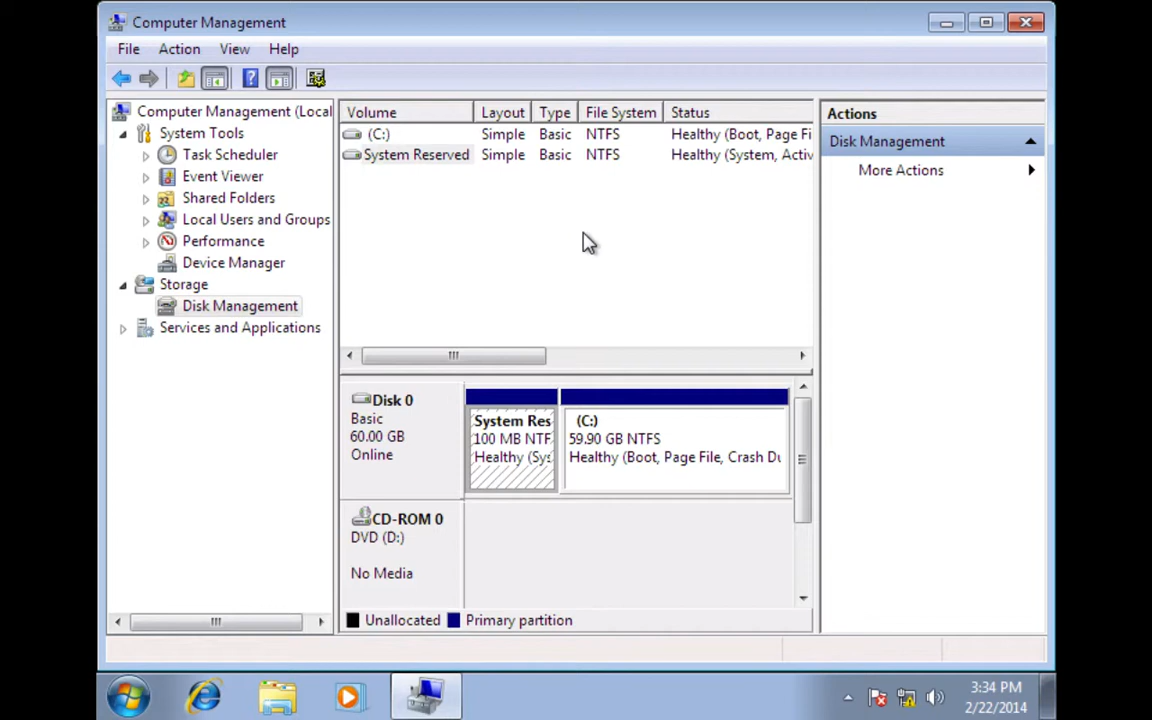 Computer Management
File Action View Help
Computer Management (Local
System Tools
Task Scheduler
Event Viewer
Shared Folders
Local Users and Groups
Performance
Device Manager
Storage
Disk Management
Services and Applications
Volume Layout Type File System Status
(C:) Simple Basic NTFS Healthy (Boot, Page Fi
System Reserved Simple Basic NTFS Healthy (System, Activ
Disk 0
Basic
60.00 GB
Online
System Res
100 MB NTF
Healthy (Sys
(C:)
59.90 GB NTFS
Healthy (Boot, Page File, Crash Du
CD-ROM 0
DVD (D:)
No Media
Unallocated Primary partition
Actions
Disk Management
More Actions
3:34 PM
2/22/2014